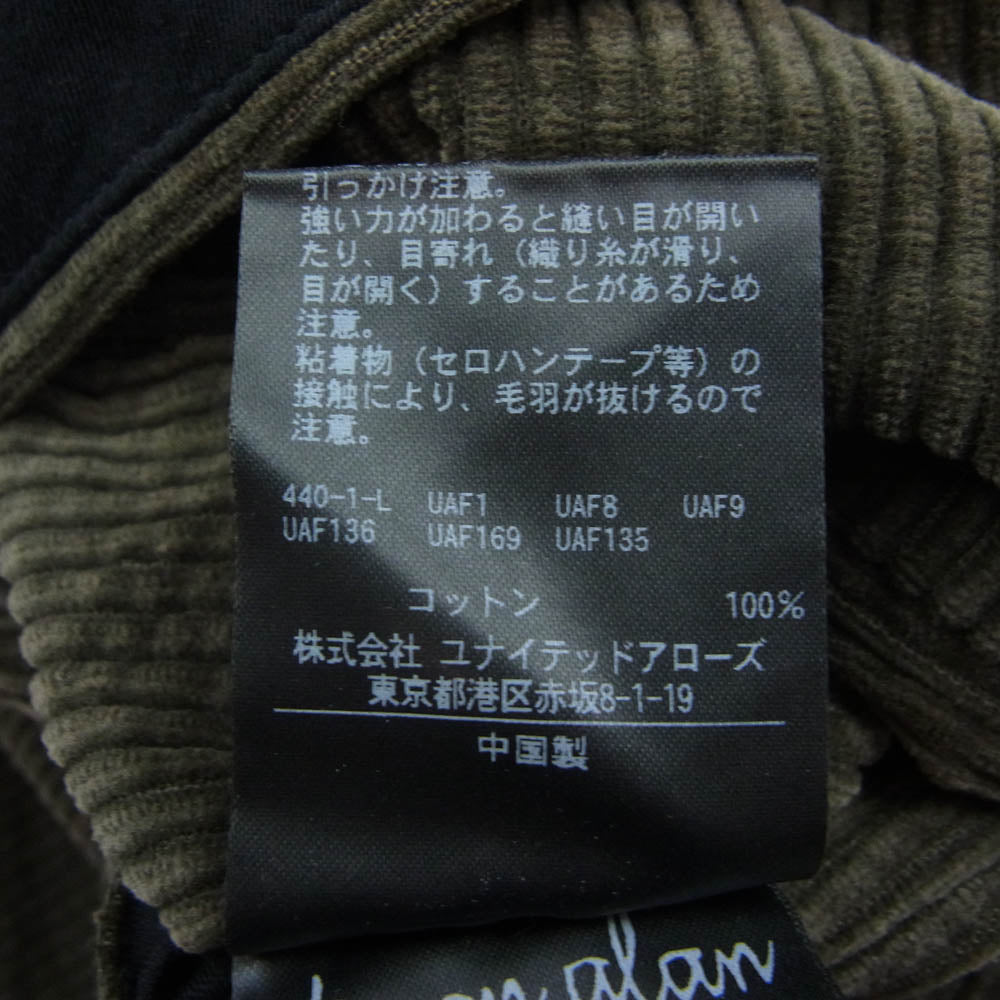 引っかけ注意。
強い力が加わると縫い目が開い
たり、目寄れ（織り糸が滑り、
目が開く）することがあるため
注意。
粘着物（セロハンテープ等）の
接触により、毛羽が抜けるので
注意。
440-1-L UAF1 UAF8 UAF9
UAF136 UAF169 UAF135
コットン 100%
株式会社 ユナイテッドアローズ
東京都港区赤坂8-1-19
中国製
alan